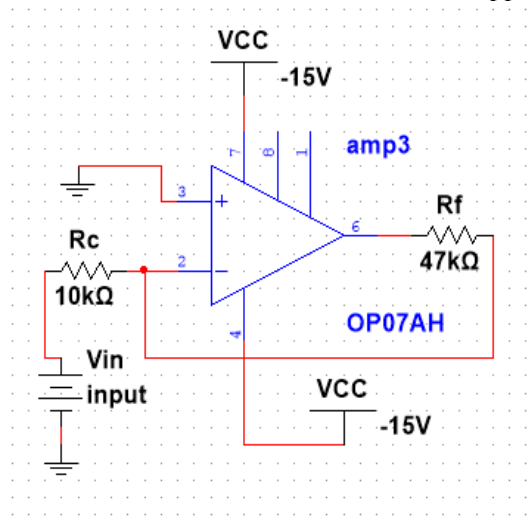 VCC
-15V
7
8
1
amp3
3
+
6
Rf
47kΩ
Rc
10kΩ
2
−
4
OP07AH
Vin
input
VCC
-15V